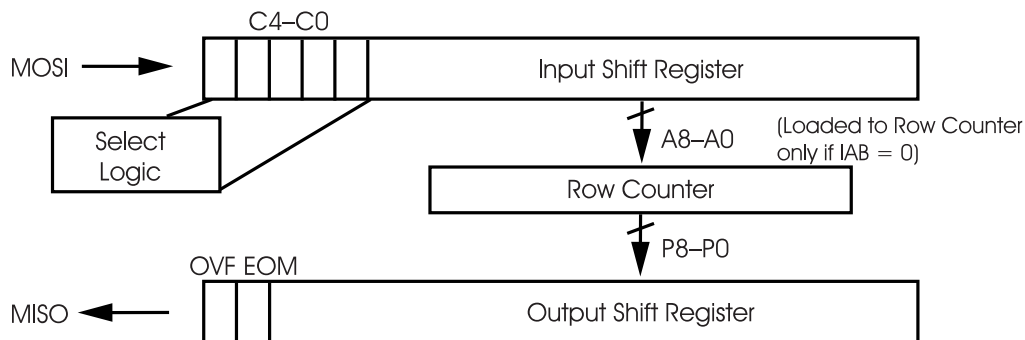 C4–C0
MOSI
Input Shift Register
Select
Logic
A8–A0
(Loaded to Row Counter
only if IAB = 0)
Row Counter
P8–P0
OVF EOM
MISO
Output Shift Register